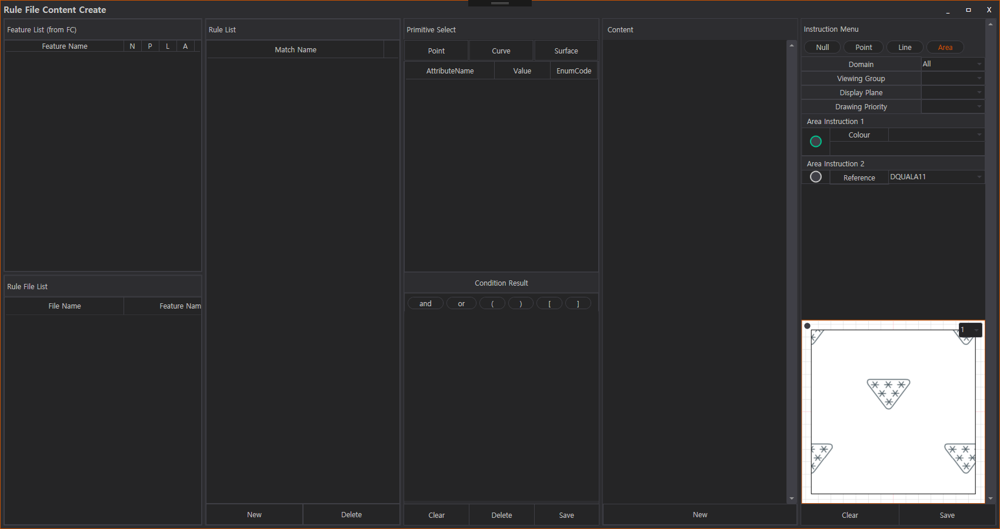 Rule File Content Create
_ X
Feature List (from FC)
Feature Name N P L A
Rule File List
File Name Feature Nam
Rule List
Match Name
New Delete
Primitive Select
Point Curve Surface
AttributeName Value EnumCode
Condition Result
and or ( ) [ ]
Clear Delete Save
Content
New
Instruction Menu
Null Point Line Area
Domain All
Viewing Group
Display Plane
Drawing Priority
Area Instruction 1
Colour
Area Instruction 2
Reference DQUALA11
1
Clear Save